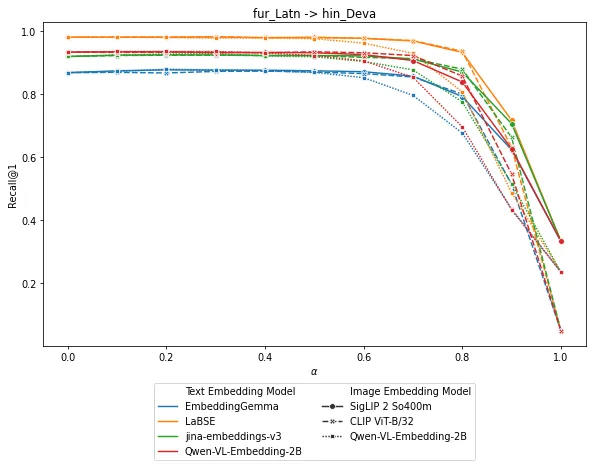 fur_Latn -> hin_Deva
1.0
0.8
0.6
0.4
0.2
Recall@1
0.0 0.2 0.4 0.6 0.8 1.0
α
Text Embedding Model
EmbeddingGemma
LaBSE
jina-embeddings-v3
Qwen-VL-Embedding-2B
Image Embedding Model
SigLIP 2 So400m
CLIP ViT-B/32
Qwen-VL-Embedding-2B